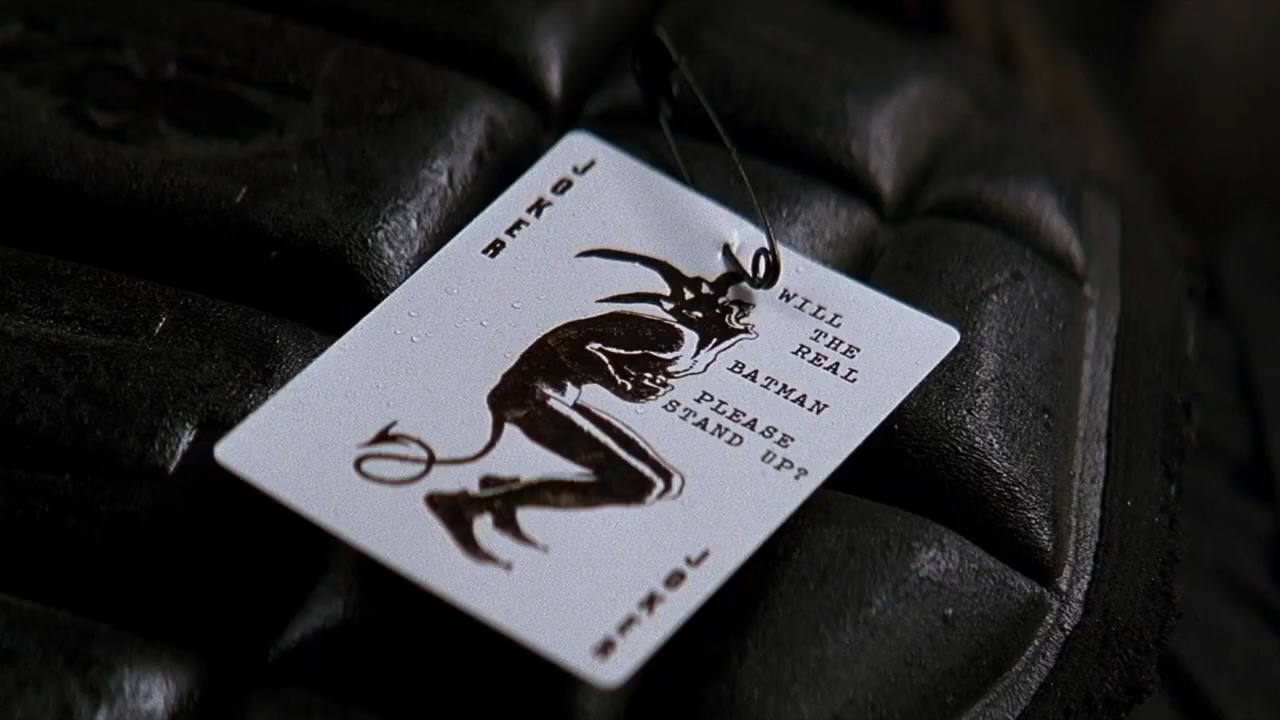 JOKER
WILL
THE
REAL
BATMAN
PLEASE
STAND UP?
JOKER